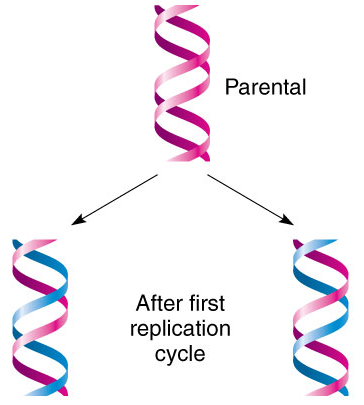 Parental
After first
replication
cycle